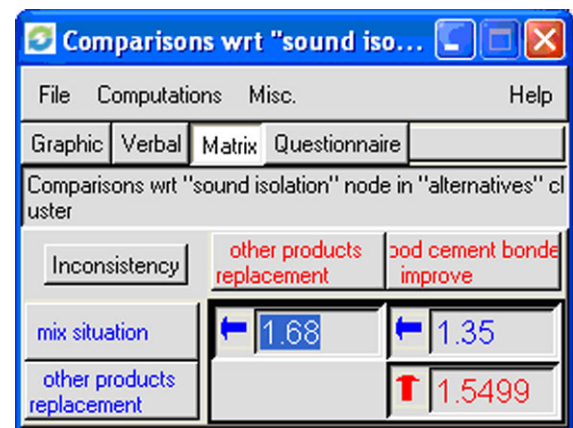 Comparisons wrt "sound iso...
File Computations Misc. Help
Graphic Verbal Matrix Questionnaire
Comparisons wrt "sound isolation" node in "alternatives" cl
uster
Inconsistency
other products
replacement
cement bonde
improve
mix situation
1.68
1.35
other products
replacement
1.5499